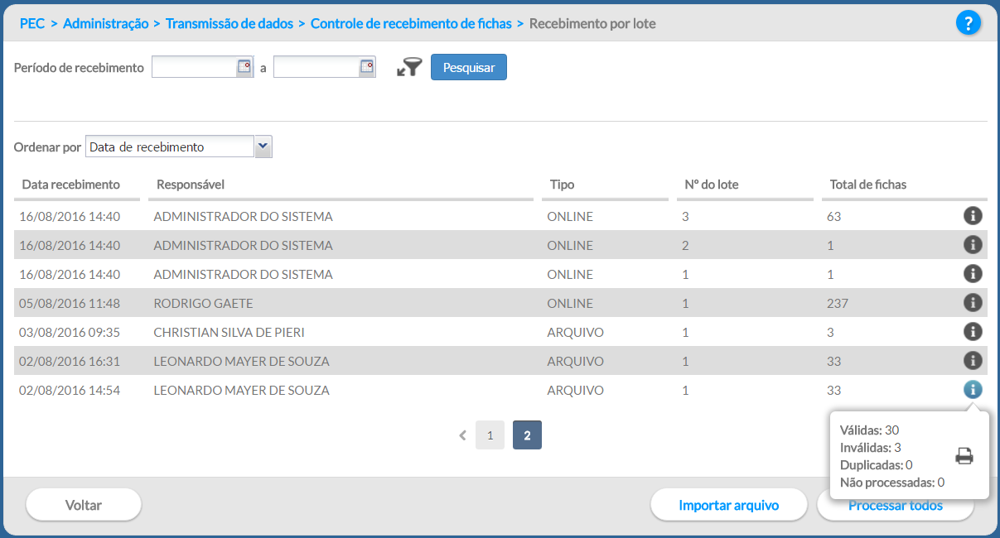 PEC > Administração > Transmissão de dados > Controle de recebimento de fichas > Recebimento por lote ?
Período de recebimento a Pesquisar
Ordenar por Data de recebimento
Data recebimento Responsável Tipo Nº do lote Total de fichas
16/08/2016 14:40 ADMINISTRADOR DO SISTEMA ONLINE 3 63
16/08/2016 14:40 ADMINISTRADOR DO SISTEMA ONLINE 2 1
16/08/2016 14:40 ADMINISTRADOR DO SISTEMA ONLINE 1 1
05/08/2016 11:48 RODRIGO GAETE ONLINE 1 237
03/08/2016 09:35 CHRISTIAN SILVA DE PIERI ARQUIVO 1 3
02/08/2016 16:31 LEONARDO MAYER DE SOUZA ARQUIVO 1 33
02/08/2016 14:54 LEONARDO MAYER DE SOUZA ARQUIVO 1 33
1 2
Válidas: 30
Inválidas: 3
Duplicadas: 0
Não processadas: 0
Voltar Importar arquivo Processar todos